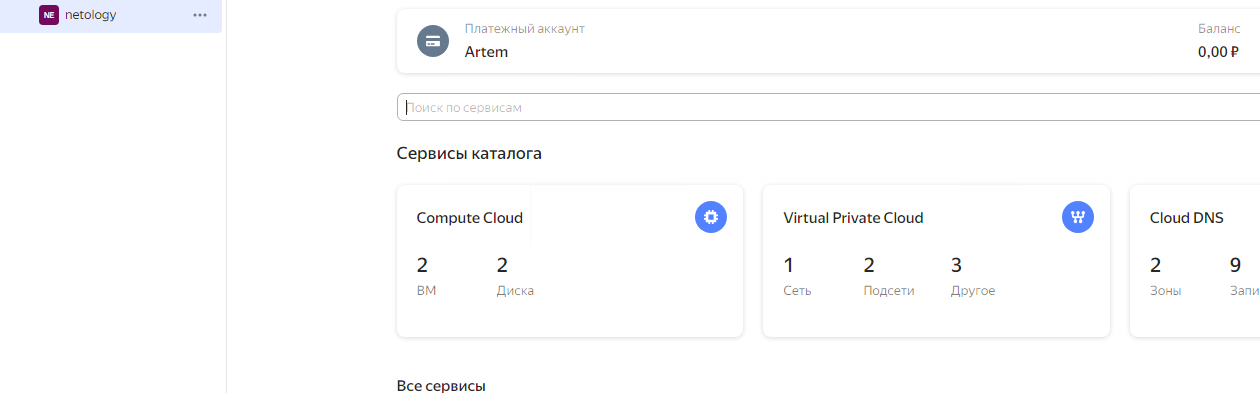 NE netology ...
Платежный аккаунт
Artem
Баланс
0,00 ₽
Поиск по сервисам
Сервисы каталога
Compute Cloud
2 2
ВМ Диска
Virtual Private Cloud
1 2 3
Сеть Подсети Другое
Cloud DNS
2 9
Зоны Запи
Все сервисы